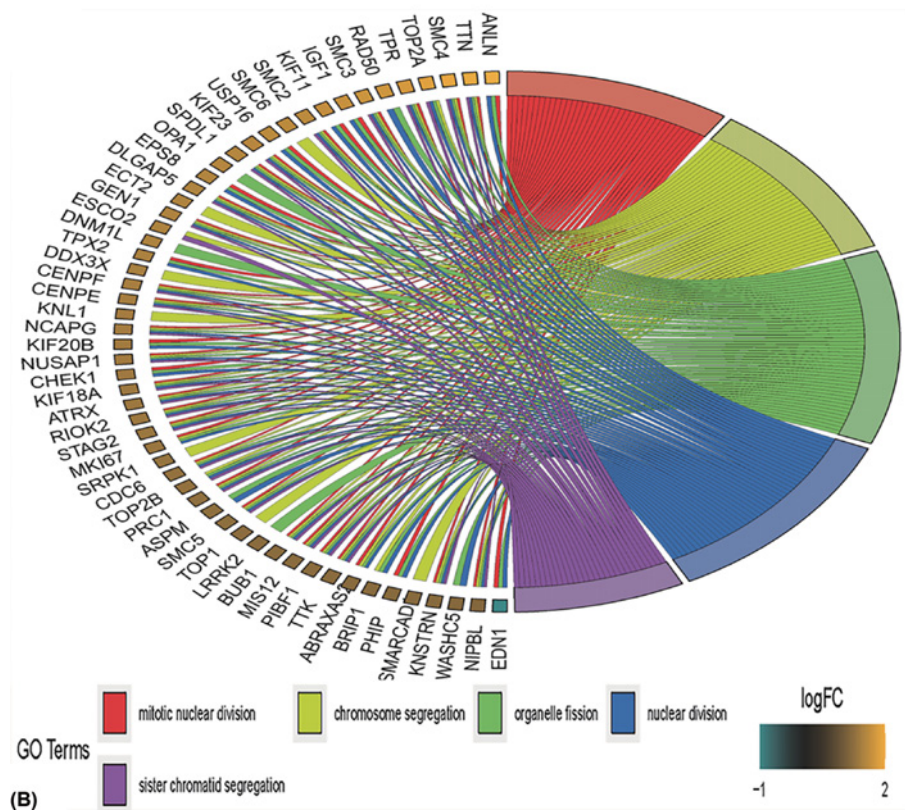 ANLN
TTN
SMC4
TOP2A
TPR
RAD50
SMC3
IGF1
KIF11
SMC2
SMC6
USP16
KIF23
SPDL1
OPA1
EPS8
DLGAP5
ECT2
GEN1
ESCO2
DNM1L
TPX2
DDX3X
CENPF
CENPE
KNL1
NCAPG
KIF20B
NUSAP1
CHEK1
KIF18A
ATRX
RIOK2
STAG2
MKI67
SRPK1
CDC6
TOP2B
PRC1
ASPM
SMC5
TOP1
LRRK2
BUB1
MIS12
PIBF1
TTK
ABRAXAS2
BRIP1
PHIP
KNSTRN
WASHC5
NIPBL
EDN1
GO Terms
mitotic nuclear division
chromosome segregation
organelle fission
nuclear division
sister chromatid segregation
logFC
−1 2
(B)